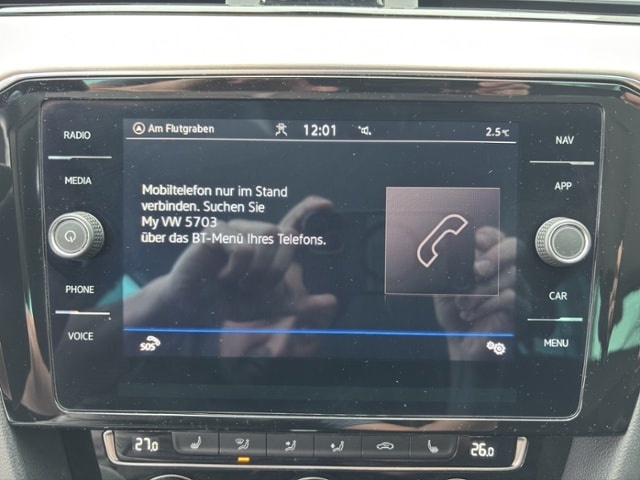 Am Flutgraben 12:01 2.5°C
RADIO
MEDIA
PHONE
VOICE
Mobiltelefon nur im Stand
verbinden. Suchen Sie
My VW 5703
über das BT-Menü Ihres Telefons.
SOS
NAV
APP
CAR
MENU
27.0 26.0